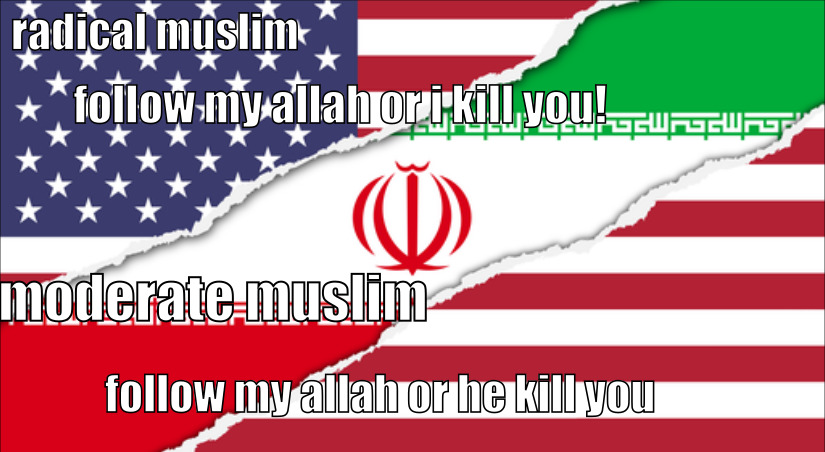 radical muslim
follow my allah or i kill you!
moderate muslim
follow my allah or he kill you